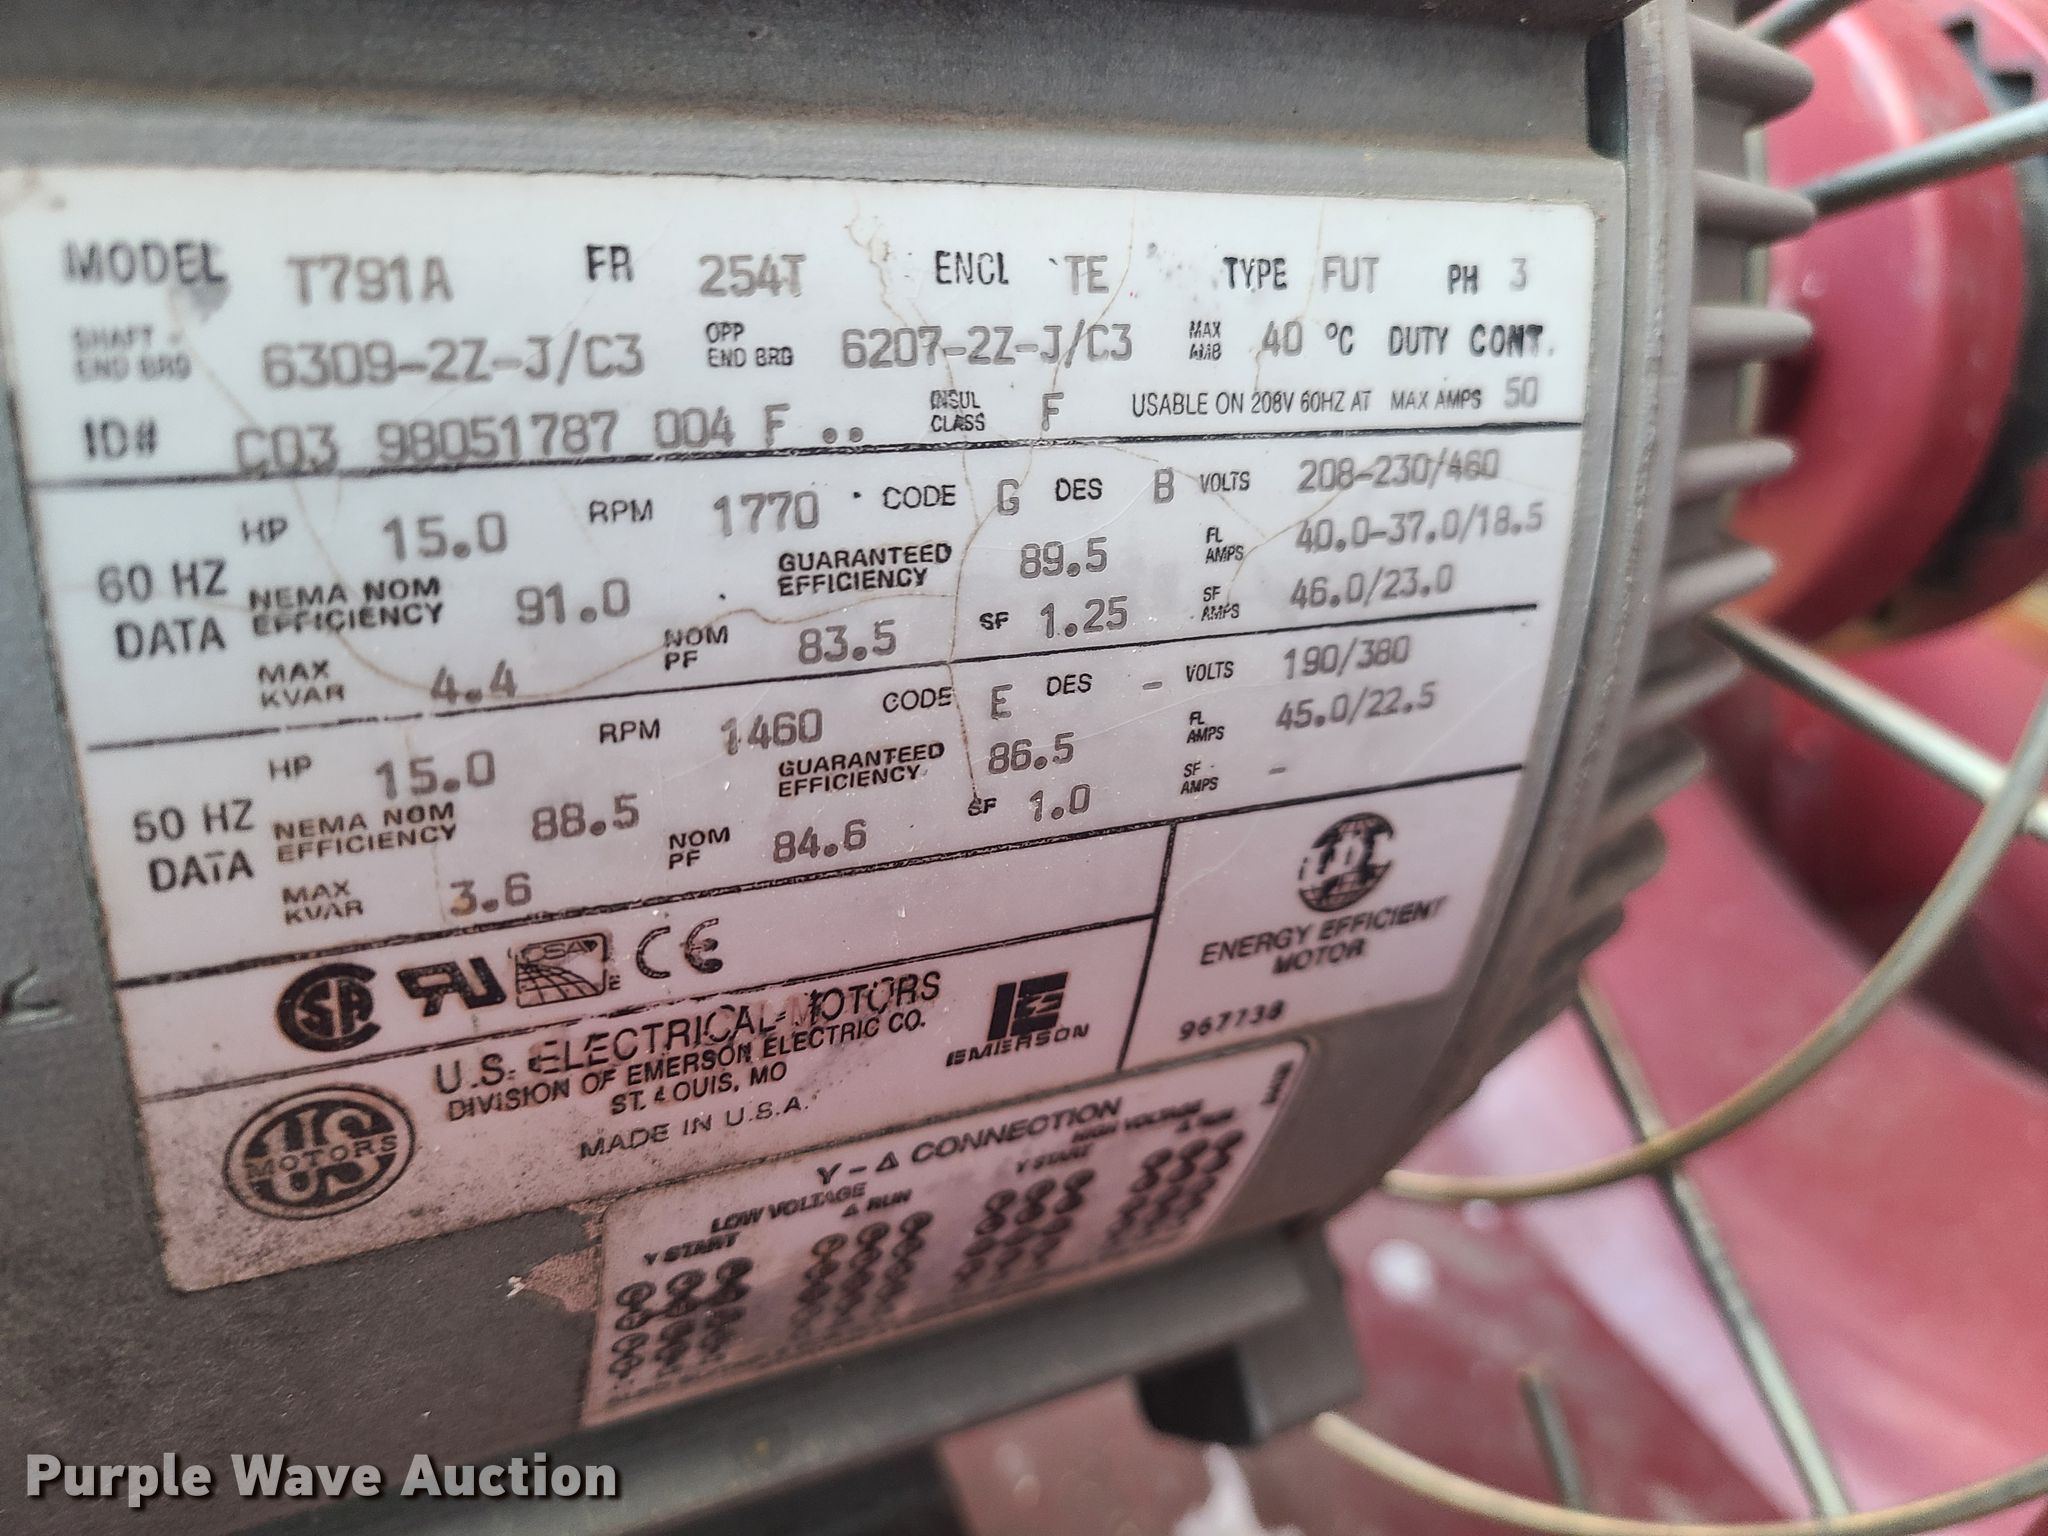 MODEL T791A FR 254T ENCL TE TYPE FUT PH 3
SHAFT - END BRG 6309-2Z-J/C3 OPP END BRG 6207-2Z-J/C3 MAX AMB 40 °C DUTY CONT.
ID# C03 98051787 004 F .. INSUL CLASS F USABLE ON 208V 60HZ AT MAX AMPS 50
60 HZ DATA
HP 15.0 RPM 1770 CODE G DES B VOLTS 208-230/460
NEMA NOM EFFICIENCY 91.0 GUARANTEED EFFICIENCY 89.5 FL AMPS 40.0-37.0/18.5
MAX KVAR 4.4 NOM PF 83.5 SF 1.25 SF AMPS 46.0/23.0
50 HZ DATA
HP 15.0 RPM 1460 CODE E DES - VOLTS 190/380
NEMA NOM EFFICIENCY 88.5 GUARANTEED EFFICIENCY 86.5 FL AMPS 45.0/22.5
MAX KVAR 3.6 NOM PF 84.6 SF 1.0 SF AMPS -
CSA CSA E CE
ENERGY EFFICIENT
MOTOR
967738
U.S. ELECTRICAL MOTORS
DIVISION OF EMERSON ELECTRIC CO.
ST. LOUIS, MO
MADE IN U.S.A.
EMERSON
US MOTORS
Y - Δ CONNECTION
LOW VOLTAGE HIGH VOLTAGE
Y START Δ RUN Y START Δ RUN
Purple Wave Auction